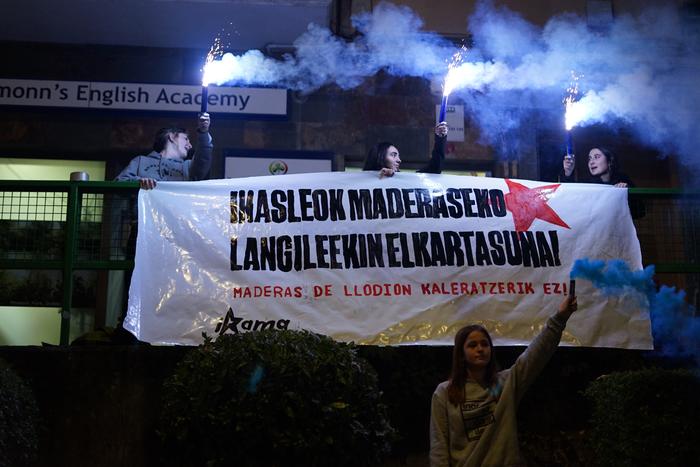 monn's English Academy
IKASLEOK MADERASEKO
LANGILEEKIN ELKARTASUNA!
MADERAS DE LLODION KALERATZERIK EZ!
ikama